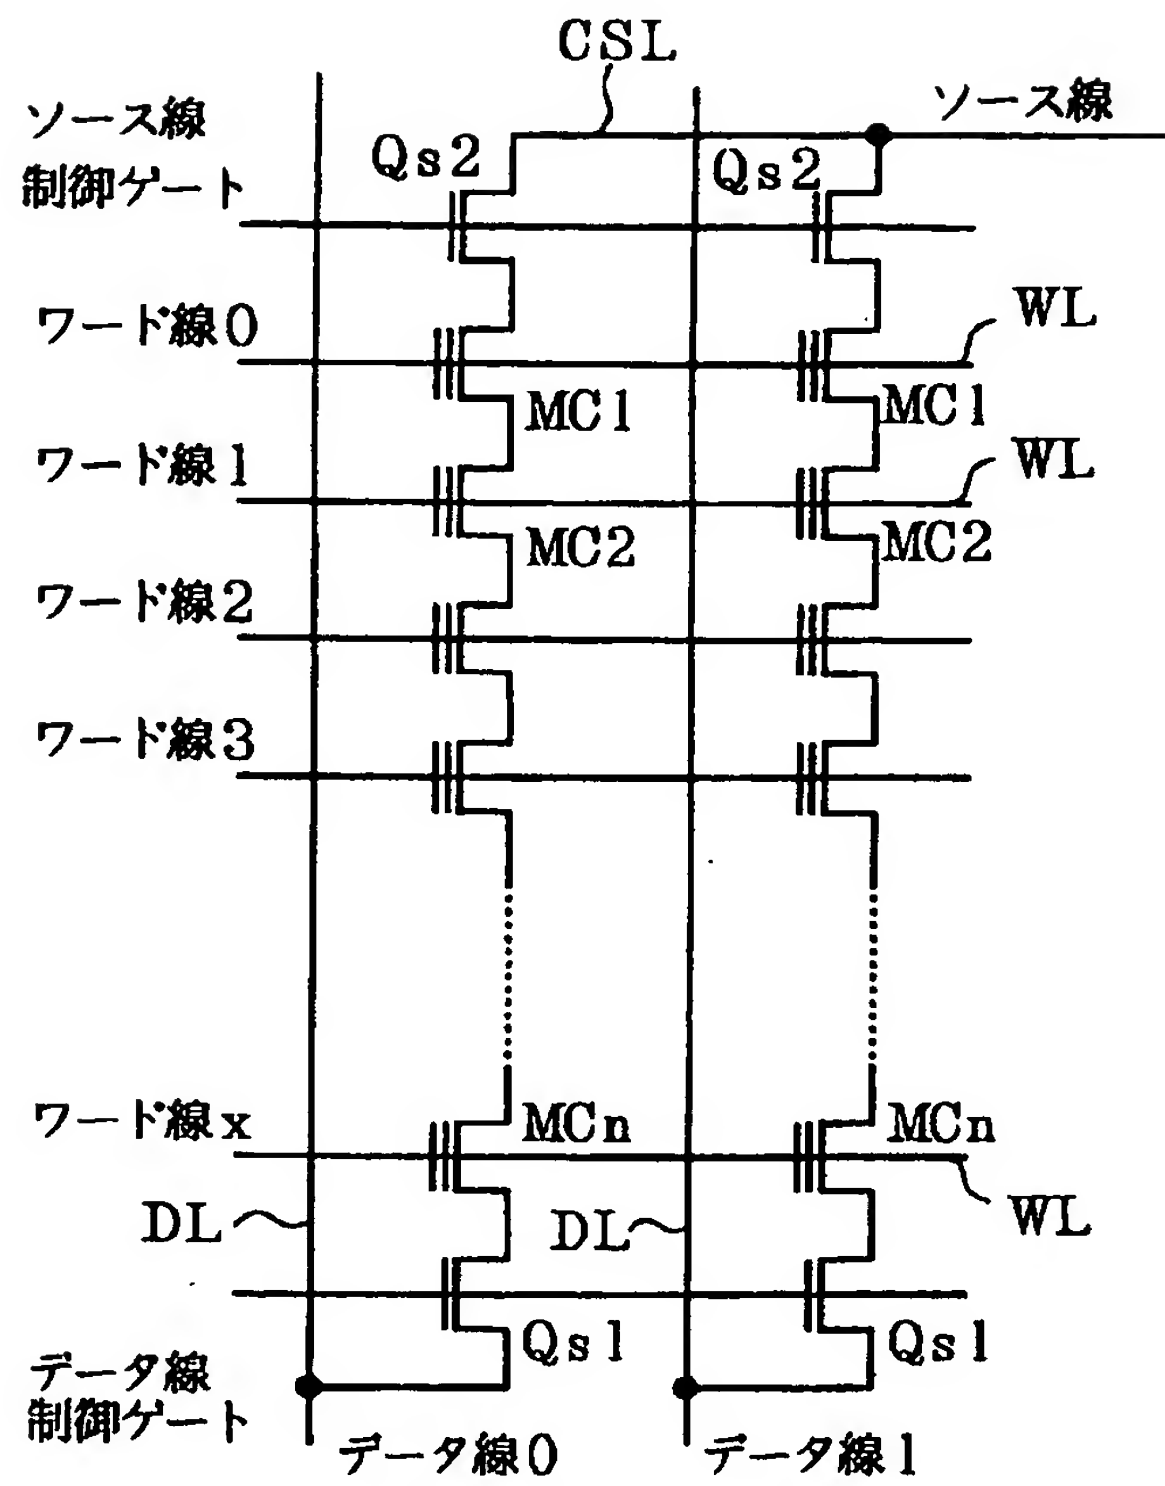 CSL
ソース線
ソース線
制御ゲート
Qs2
Qs2
ワード線0
WL
MC1
MC1
ワード線1
WL
MC2
MC2
ワード線2
ワード線3
ワード線x
MCn
MCn
WL
DL
DL
Qs1
Qs1
データ線
制御ゲート
データ線0
データ線1